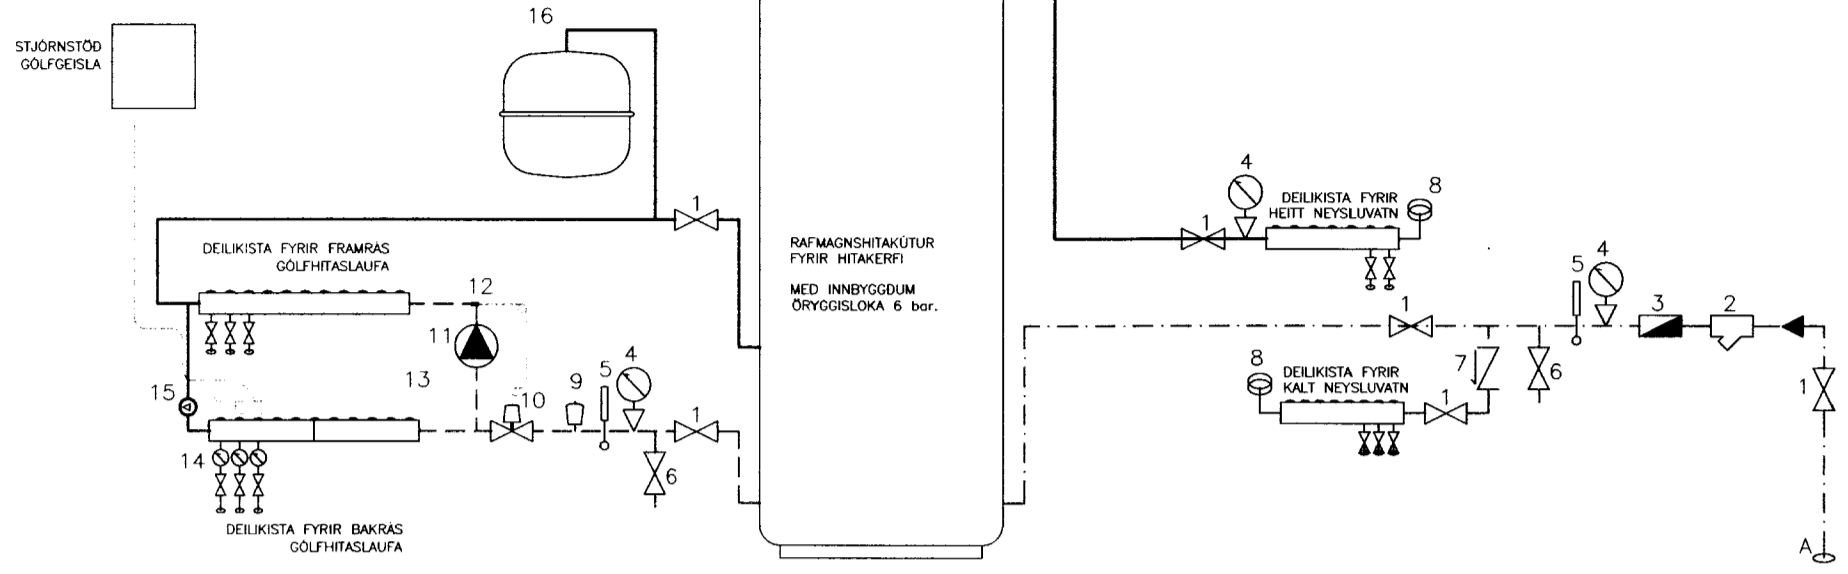 16
STJÓRNSTÖÐ
GÓLFGEISLA
4
8
DEILIKISTA FYRIR
HEITT NEYSLUVATN
1
1
RAFMAGNSHITAKÚTUR
FYRIR HITAKERFI
MEÐ INNBYGGÐUM
ÖRYGGISLOKA 6 bar.
DEILIKISTA FYRIR FRAMRÁS
GÓLFHITASLAUFA
12
11
13
4
5
9
10
1
15
14
6
DEILIKISTA FYRIR BAKRÁS
GÓLFHITASLAUFA
4
5
3
2
1
7
6
8
DEILIKISTA FYRIR
KALT NEYSLUVATN
1
1
A